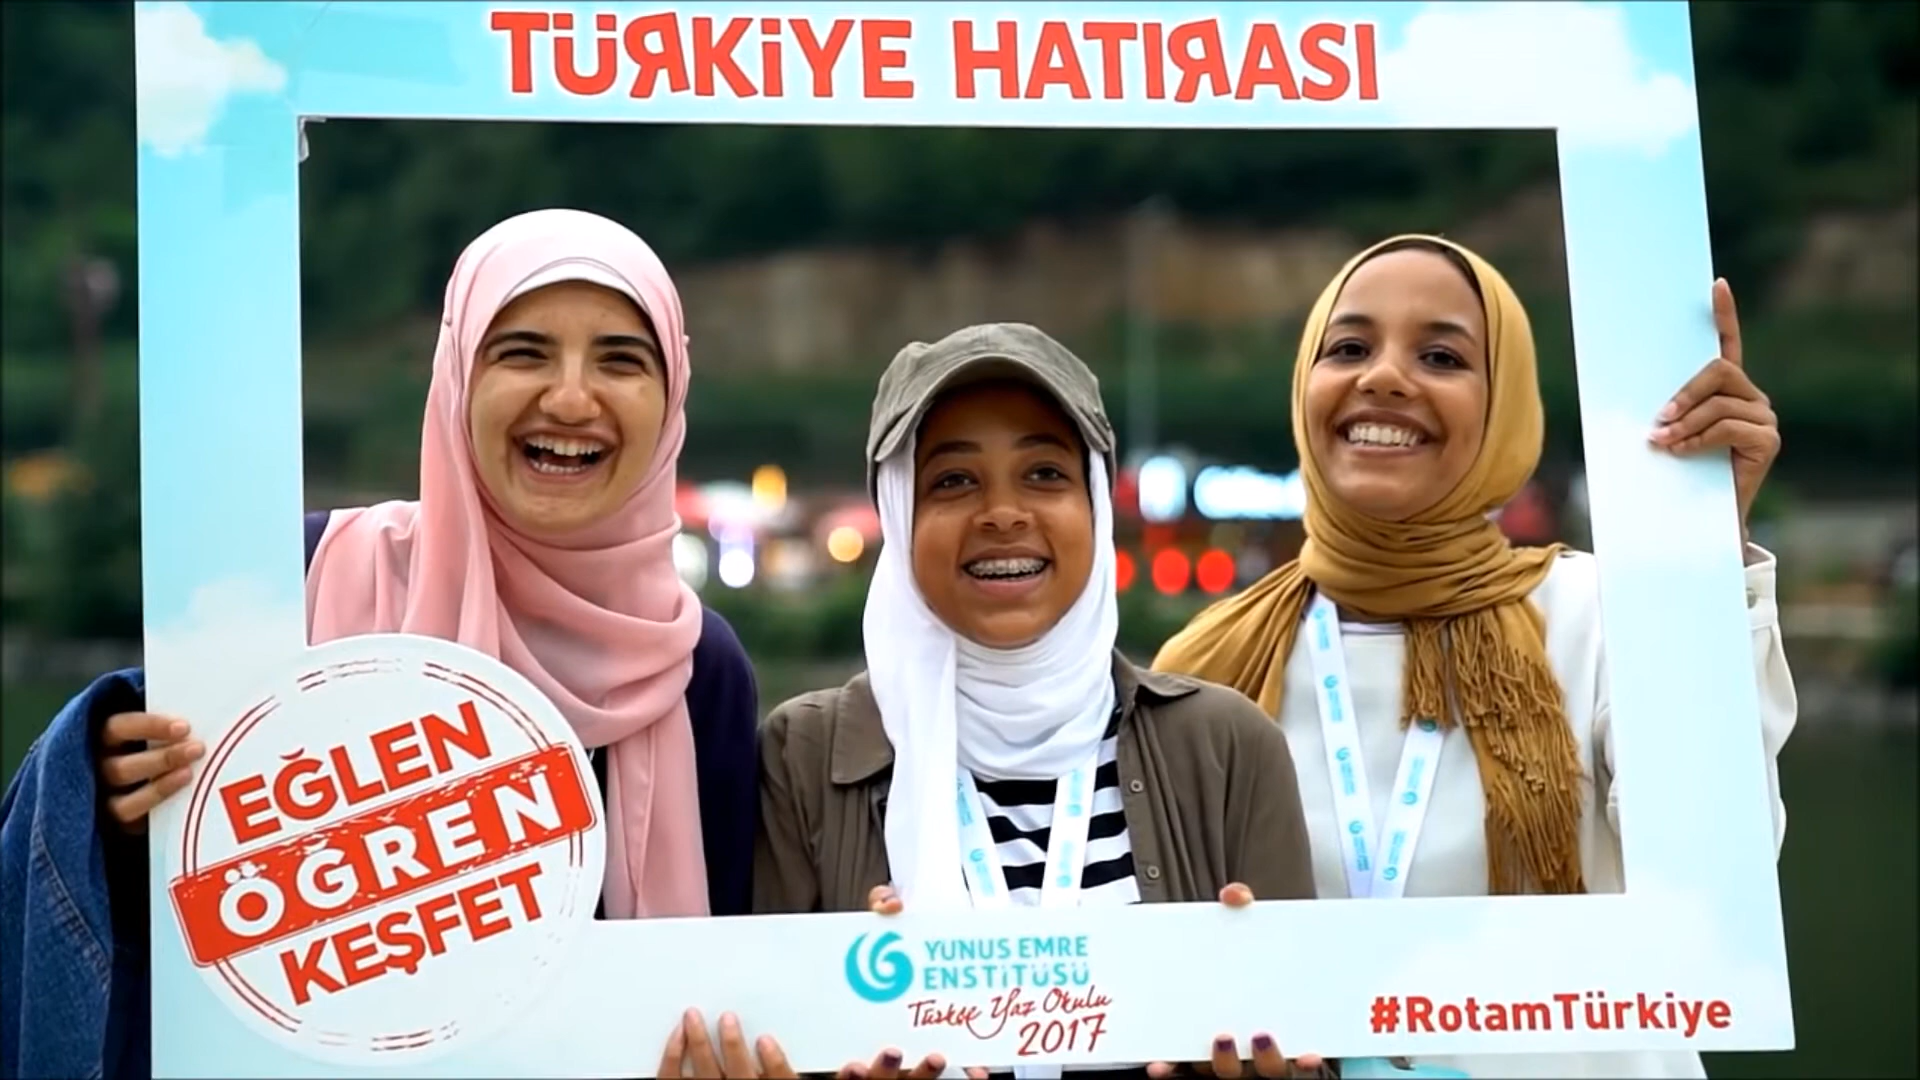 TÜRKİYE HATIRASI
EĞLEN
ÖĞREN
KEŞFET
YUNUS EMRE
ENSTİTÜSÜ
Türkçe Yaz Okulu
2017
#RotamTürkiye